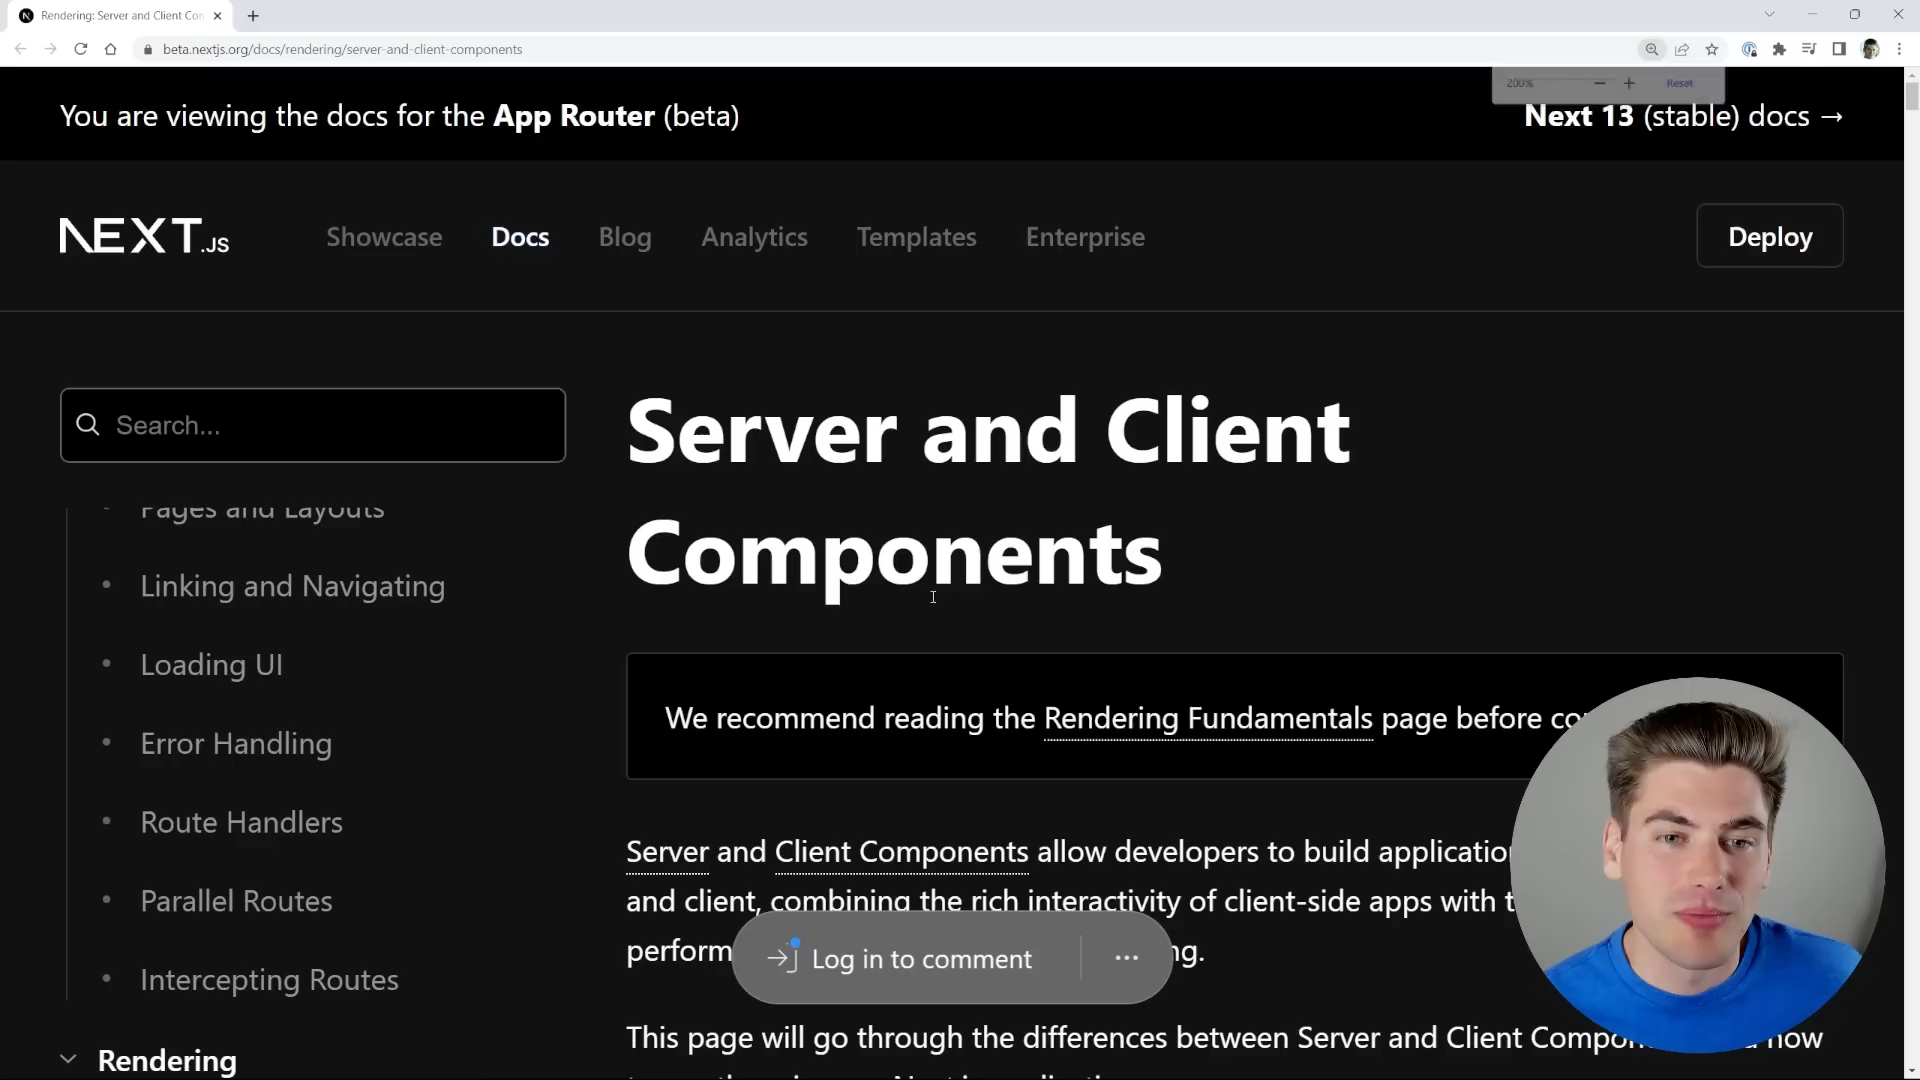 Rendering: Server and Client Con
beta.nextjs.org/docs/rendering/server-and-client-components
200%
Reset
You are viewing the docs for the App Router (beta)
Next 13 (stable) docs →
NEXT.JS
Showcase
Docs
Blog
Analytics
Templates
Enterprise
Deploy
Search...
Pages and Layouts
Linking and Navigating
Loading UI
Error Handling
Route Handlers
Parallel Routes
Intercepting Routes
Rendering
Server and Client
Components
We recommend reading the Rendering Fundamentals page before
Server and Client Components allow developers to build
and client, combining the rich interactivity of client-side apps with
perform
Log in to comment
This page will go through the differences between Server and Client how